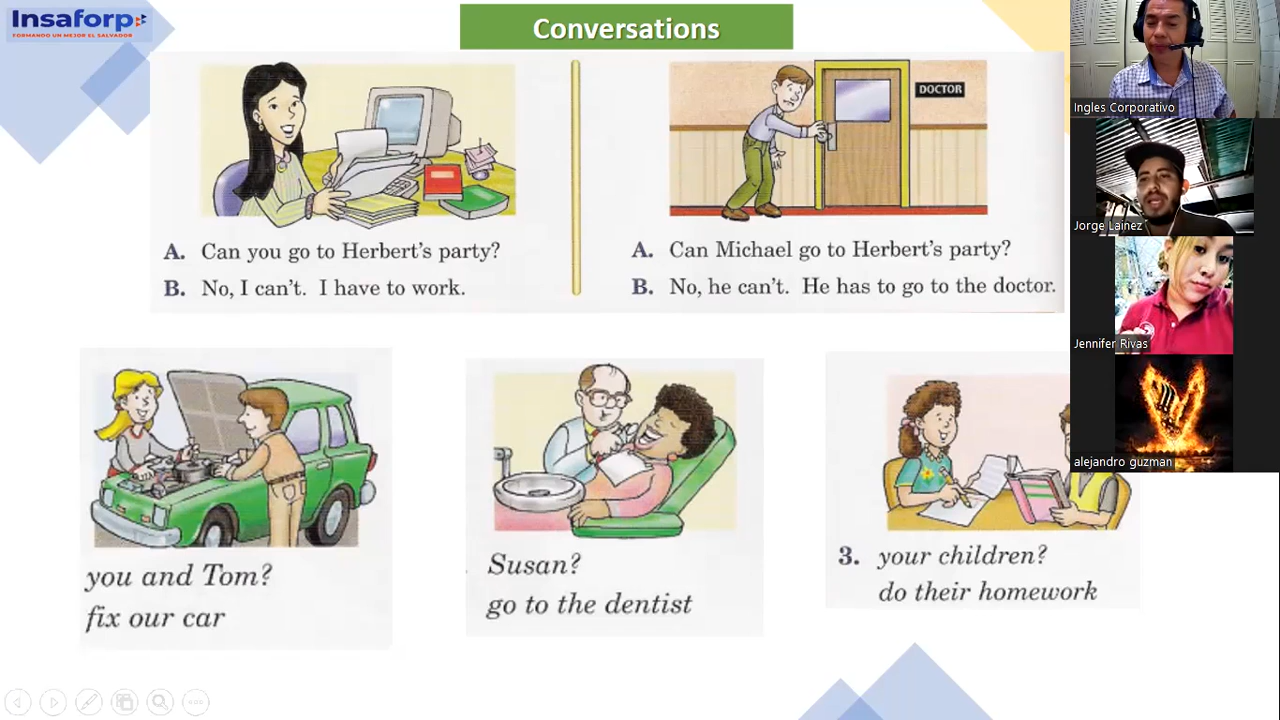 Insaforp
FORMANDO UN MEJOR EL SALVADOR
Conversations
DOCTOR
A. Can you go to Herbert's party?
B. No, I can't. I have to work.
A. Can Michael go to Herbert's party?
B. No, he can't. He has to go to the doctor.
you and Tom?
fix our car
Susan?
go to the dentist
3. your children?
do their homework
Ingles Corporativo
Jorge Lainez
Jennifer Rivas
alejandro guzman